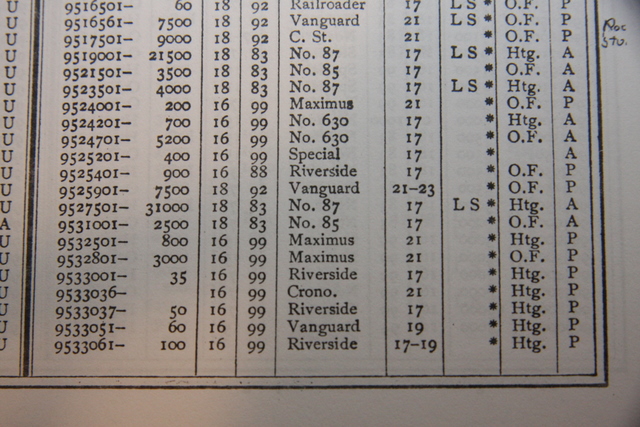 U 9516501– 60 18 92 Railroader 17 L S * O.F. P
U 9516561– 7500 18 92 Vanguard 21 L S * O.F. P
U 9517501– 9000 18 92 C. St. 21 * O.F. P
U 9519001– 21500 18 83 No. 87 17 L S * Htg. A
U 9521501– 3500 18 83 No. 85 17 * O.F. A
U 9523501– 4000 18 83 No. 87 17 L S * Htg. A
U 9524001– 200 16 99 Maximus 21 * O.F. P
U 9524201– 700 16 99 No. 630 17 * Htg. A
U 9524701– 5200 16 99 No. 630 17 * O.F. A
U 9525201– 400 16 99 Special 17 * A
U 9525401– 900 16 88 Riverside 17 * O.F. P
U 9525901– 7500 18 92 Vanguard 21–23 * O.F. P
U 9527501– 31000 18 83 No. 87 17 L S * Htg. A
A 9531001– 2500 18 83 No. 85 17 * O.F. A
U 9532501– 800 16 99 Maximus 21 * Htg. P
U 9532801– 3000 16 99 Maximus 21 * O.F. P
U 9533001– 35 16 99 Riverside 17 * Htg. P
U 9533036– 16 99 Crono. 21 * Htg. P
U 9533037– 50 16 99 Riverside 17 * Htg. P
U 9533051– 60 16 99 Vanguard 19 * Htg. P
U 9533061– 100 16 99 Riverside 17–19 * Htg. P